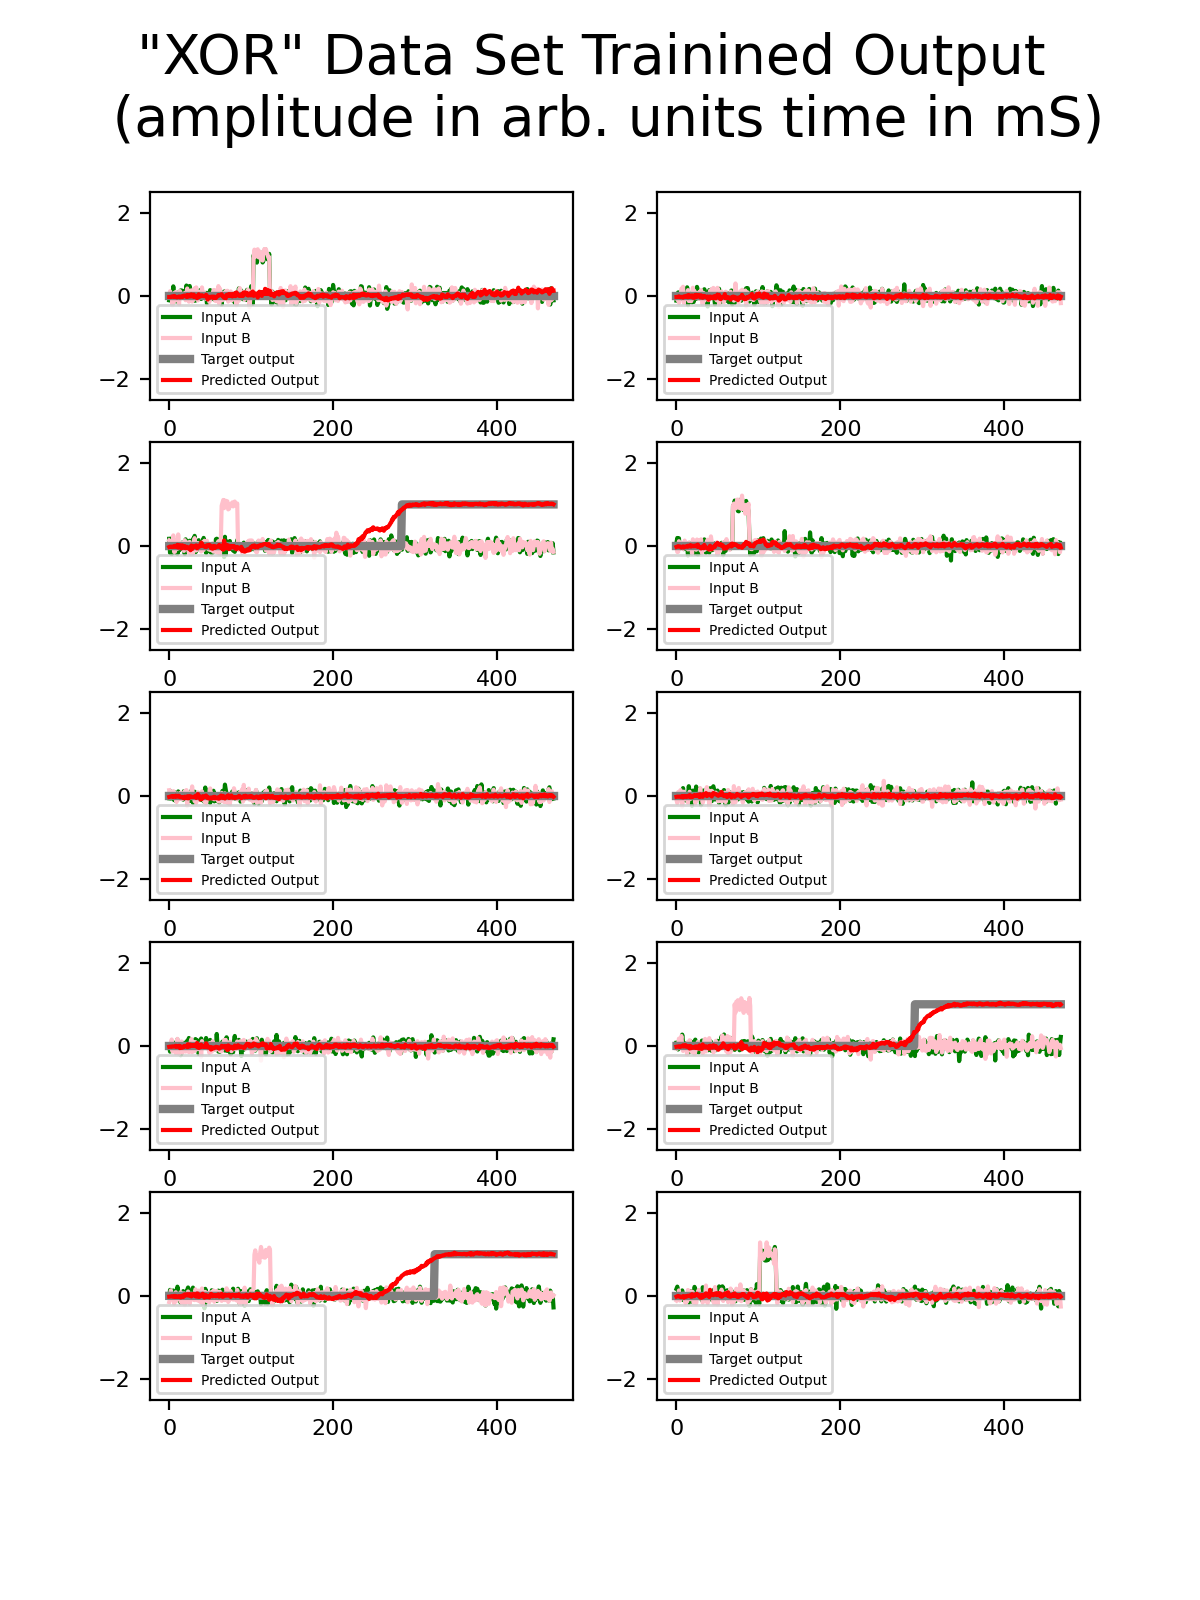 "XOR" Data Set Trainined Output
(amplitude in arb. units time in mS)
2
0
−2
Input A
Input B
Target output
Predicted Output
0 200 400
2
0
−2
Input A
Input B
Target output
Predicted Output
0 200 400
2
0
−2
Input A
Input B
Target output
Predicted Output
0 200 400
2
0
−2
Input A
Input B
Target output
Predicted Output
0 200 400
2
0
−2
Input A
Input B
Target output
Predicted Output
0 200 400
2
0
−2
Input A
Input B
Target output
Predicted Output
0 200 400
2
0
−2
Input A
Input B
Target output
Predicted Output
0 200 400
2
0
−2
Input A
Input B
Target output
Predicted Output
0 200 400
2
0
−2
Input A
Input B
Target output
Predicted Output
0 200 400
2
0
−2
Input A
Input B
Target output
Predicted Output
0 200 400